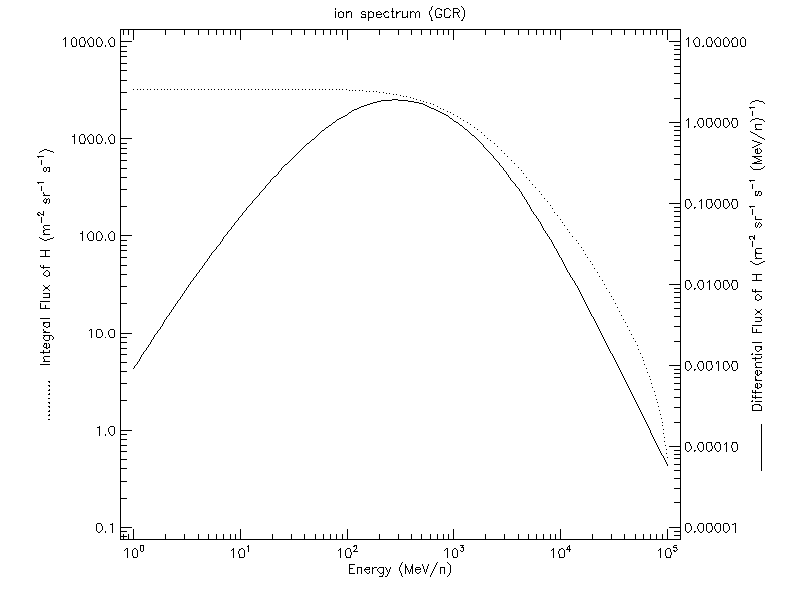 ion spectrum (GCR)
10000.0
1000.0
100.0
10.0
1.0
0.1
Integral Flux of H (m⁻² sr⁻¹ s⁻¹)
10.00000
1.00000
0.10000
0.01000
0.00100
0.00010
0.00001
Differential Flux of H (m⁻² sr⁻¹ s⁻¹ (MeV/n)⁻¹)
10⁰ 10¹ 10² 10³ 10⁴ 10⁵
Energy (MeV/n)